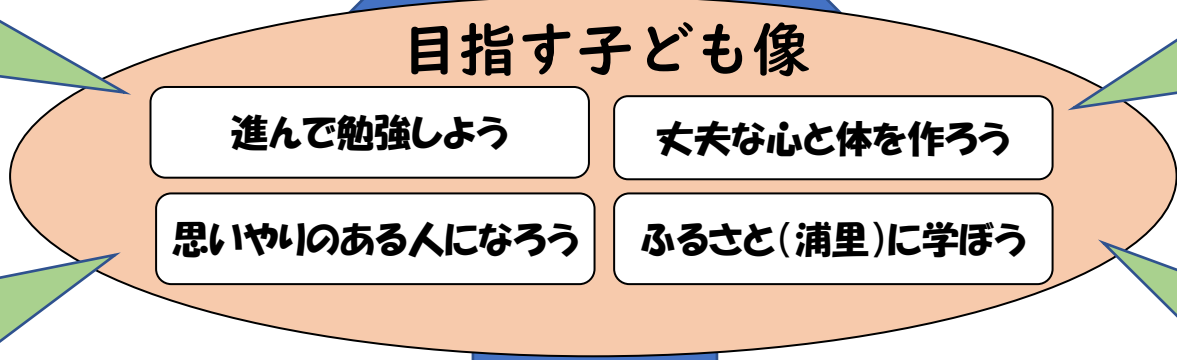 目指す子ども像
進んで勉強しよう
丈夫な心と体を作ろう
思いやりのある人になろう
ふるさと(浦里)に学ぼう